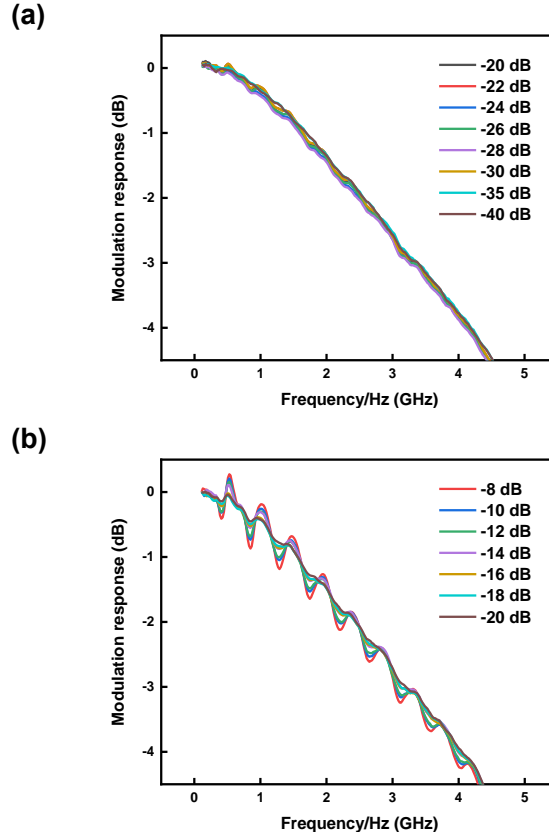 (a)
Modulation response (dB)
0
-1
-2
-3
-4
-20 dB
-22 dB
-24 dB
-26 dB
-28 dB
-30 dB
-35 dB
-40 dB
0 1 2 3 4 5
Frequency/Hz (GHz)
(b)
Modulation response (dB)
0
-1
-2
-3
-4
-8 dB
-10 dB
-12 dB
-14 dB
-16 dB
-18 dB
-20 dB
0 1 2 3 4 5
Frequency/Hz (GHz)